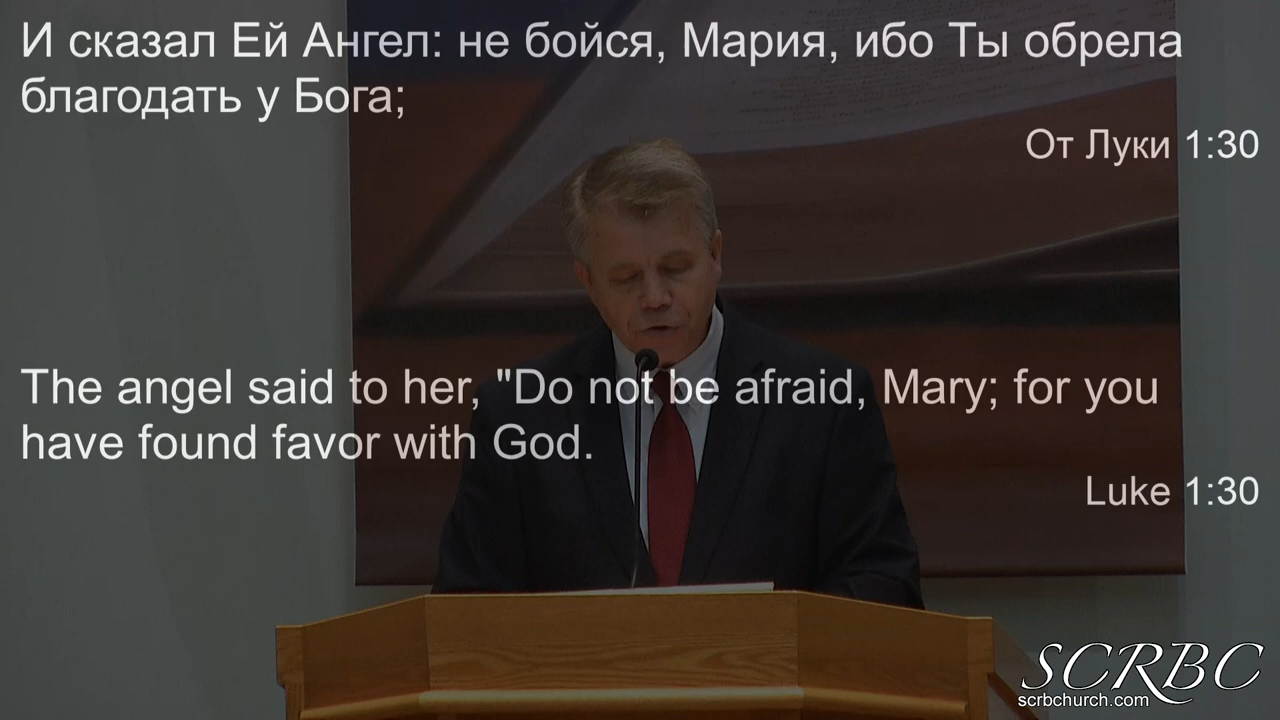 И сказал Ей Ангел: не бойся, Мария, ибо Ты обрела
благодать у Бога;
От Луки 1:30
The angel said to her, "Do not be afraid, Mary; for you
have found favor with God.
Luke 1:30
SCRBC
scrbchurch.com